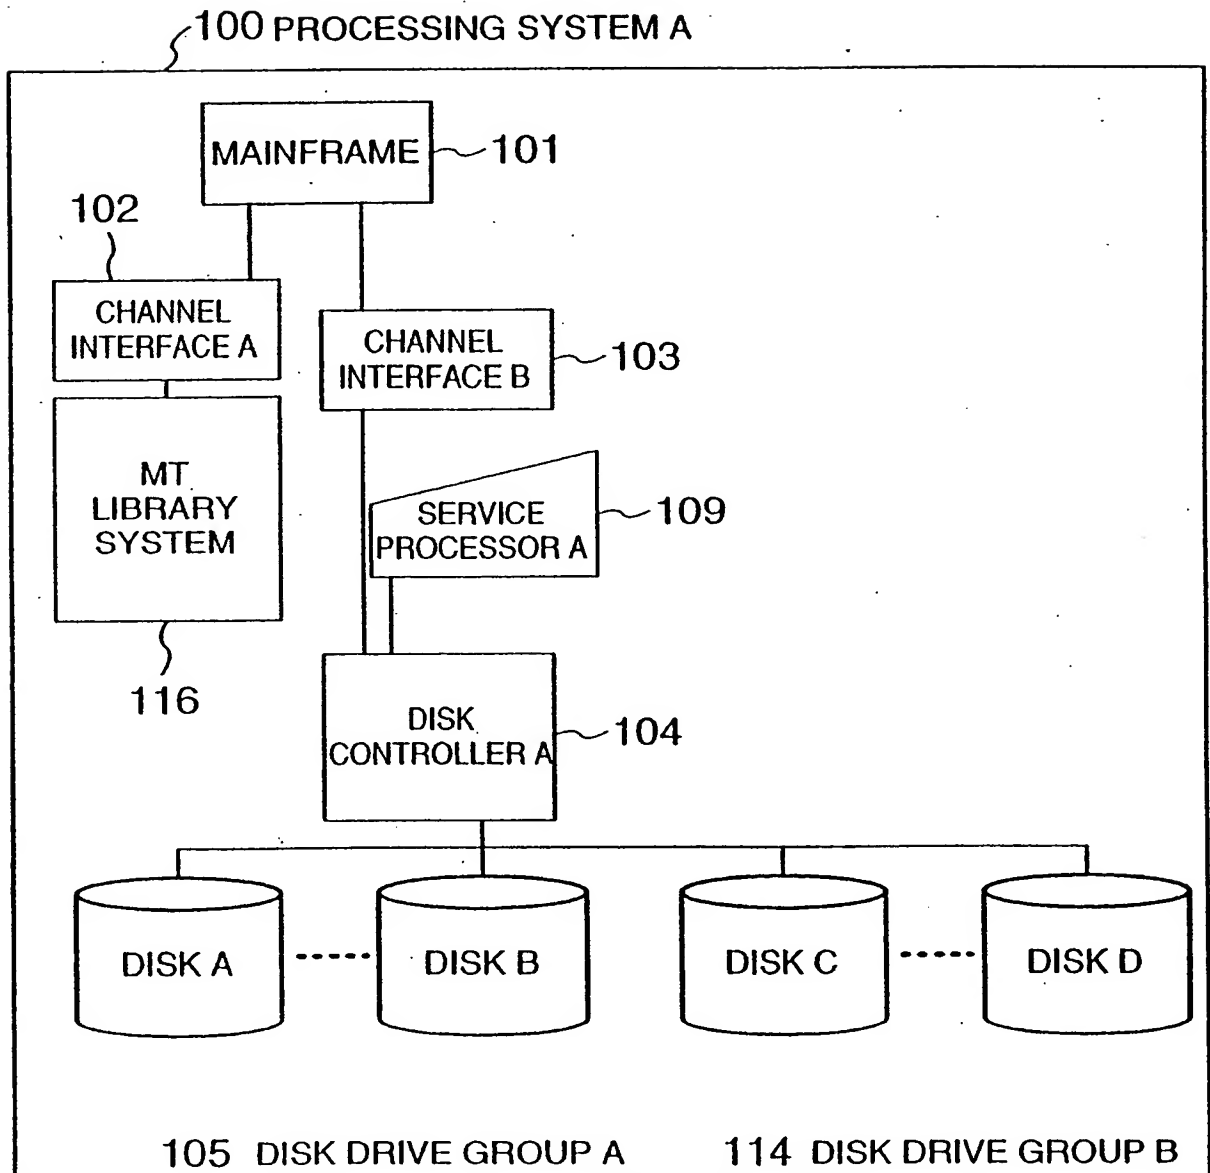 100 PROCESSING SYSTEM A
MAINFRAME
101
102
CHANNEL
INTERFACE A
CHANNEL
INTERFACE B
103
MT
LIBRARY
SYSTEM
SERVICE
PROCESSOR A
109
116
DISK
CONTROLLER A
104
DISK A
DISK B
DISK C
DISK D
105 DISK DRIVE GROUP A
114 DISK DRIVE GROUP B